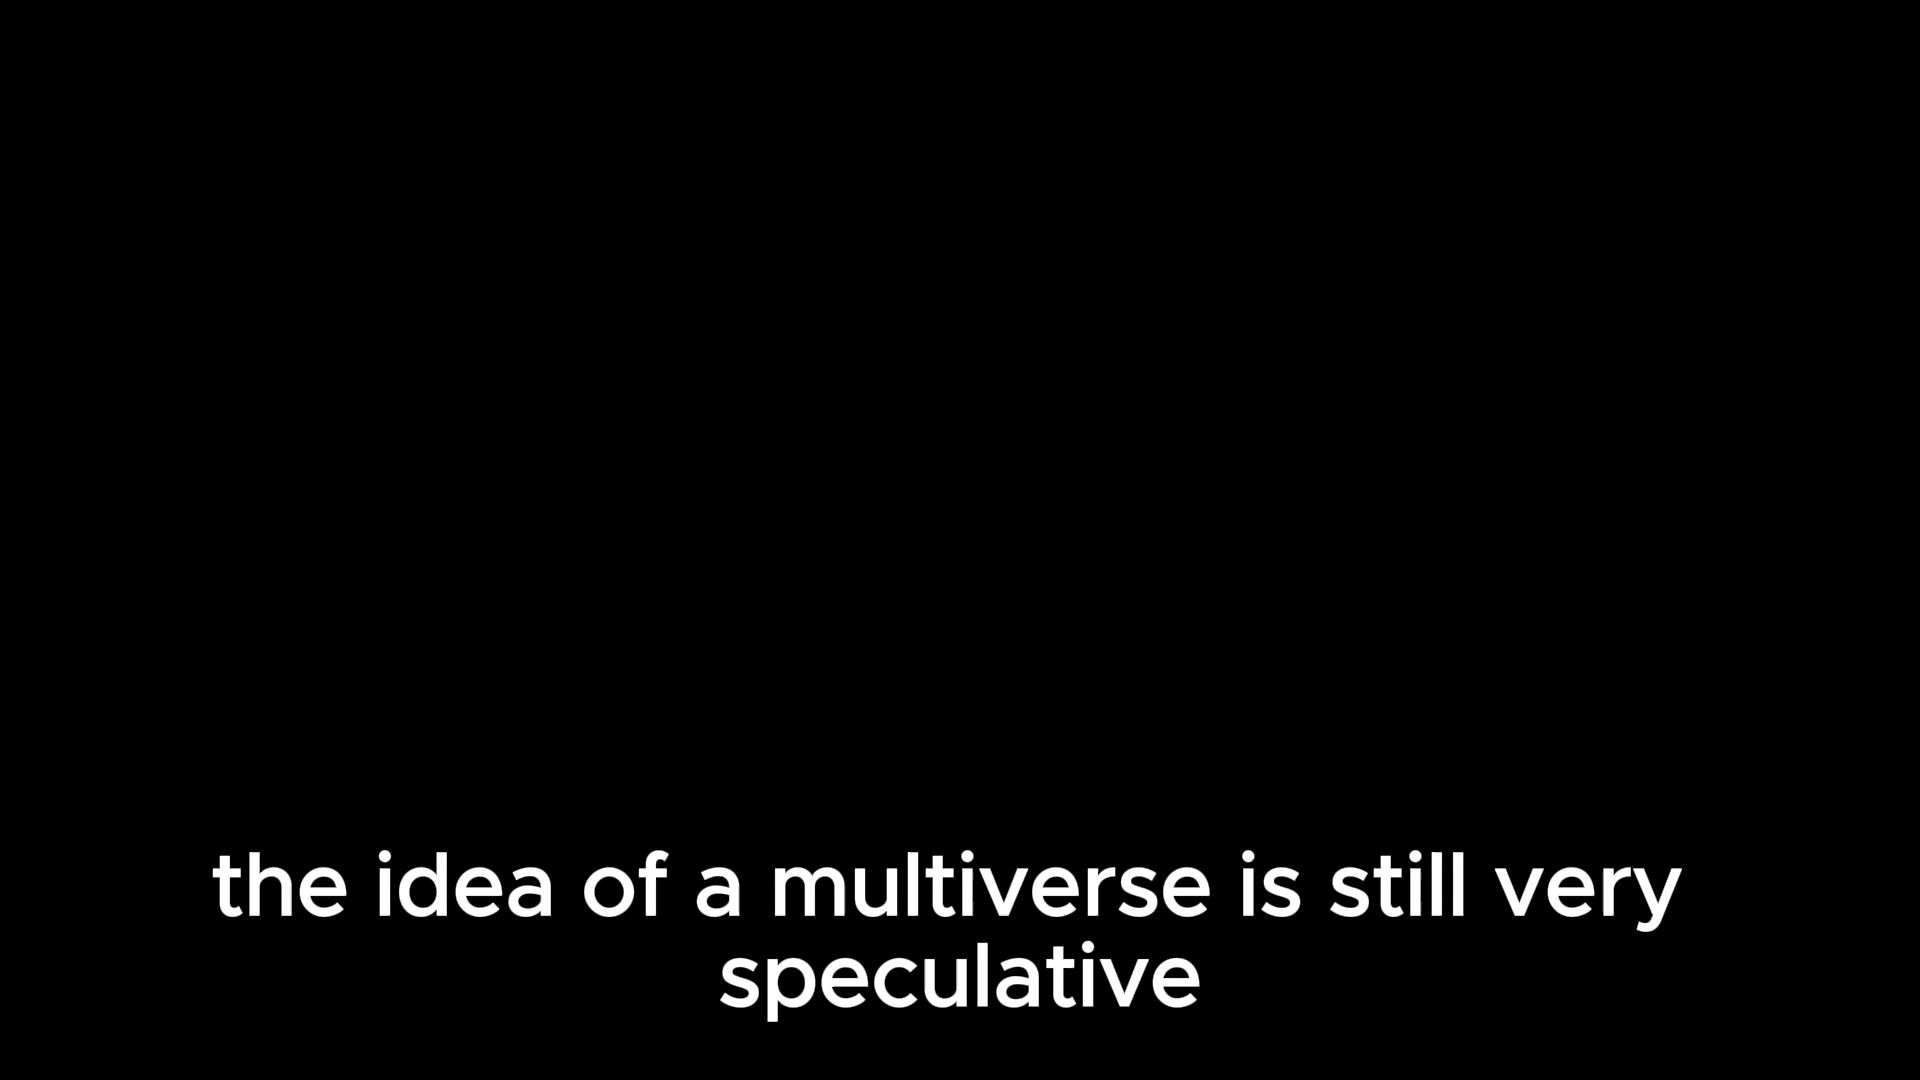 the idea of a multiverse is still very
speculative